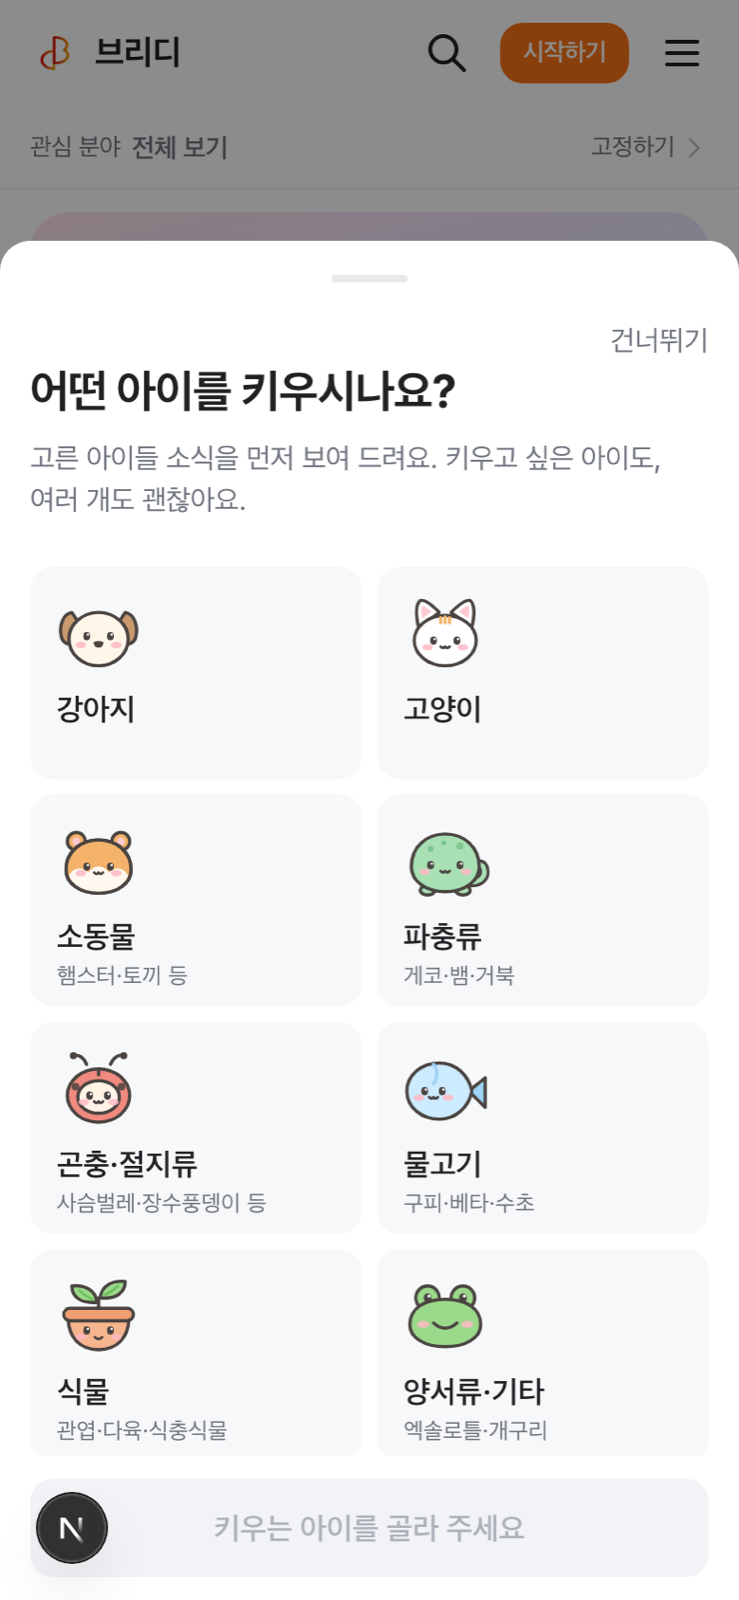 브리디
시작하기
관심 분야 전체 보기
고정하기
건너뛰기
어떤 아이를 키우시나요?
고른 아이들 소식을 먼저 보여 드려요. 키우고 싶은 아이도,
여러 개도 괜찮아요.
강아지
고양이
소동물
햄스터·토끼 등
파충류
게코·뱀·거북
곤충·절지류
사슴벌레·장수풍뎅이 등
물고기
구피·베타·수초
식물
관엽·다육·식충식물
양서류·기타
엑솔로틀·개구리
N
키우는 아이를 골라 주세요